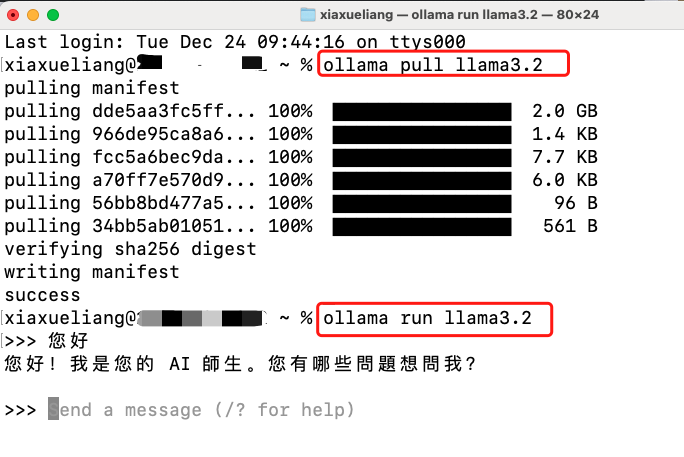 xiaxueliang — ollama run llama3.2 — 80×24
Last login: Tue Dec 24 09:44:16 on ttys000
xiaxueliang@ ~ % ollama pull llama3.2
pulling manifest
pulling dde5aa3fc5ff... 100% 2.0 GB
pulling 966de95ca8a6... 100% 1.4 KB
pulling fcc5a6bec9da... 100% 7.7 KB
pulling a70ff7e570d9... 100% 6.0 KB
pulling 56bb8bd477a5... 100% 96 B
pulling 34bb5ab01051... 100% 561 B
verifying sha256 digest
writing manifest
success
xiaxueliang@ ~ % ollama run llama3.2
>>> 您好
您好！我是您的 AI 師生。您有哪些問題想問我？
>>> Send a message (/? for help)